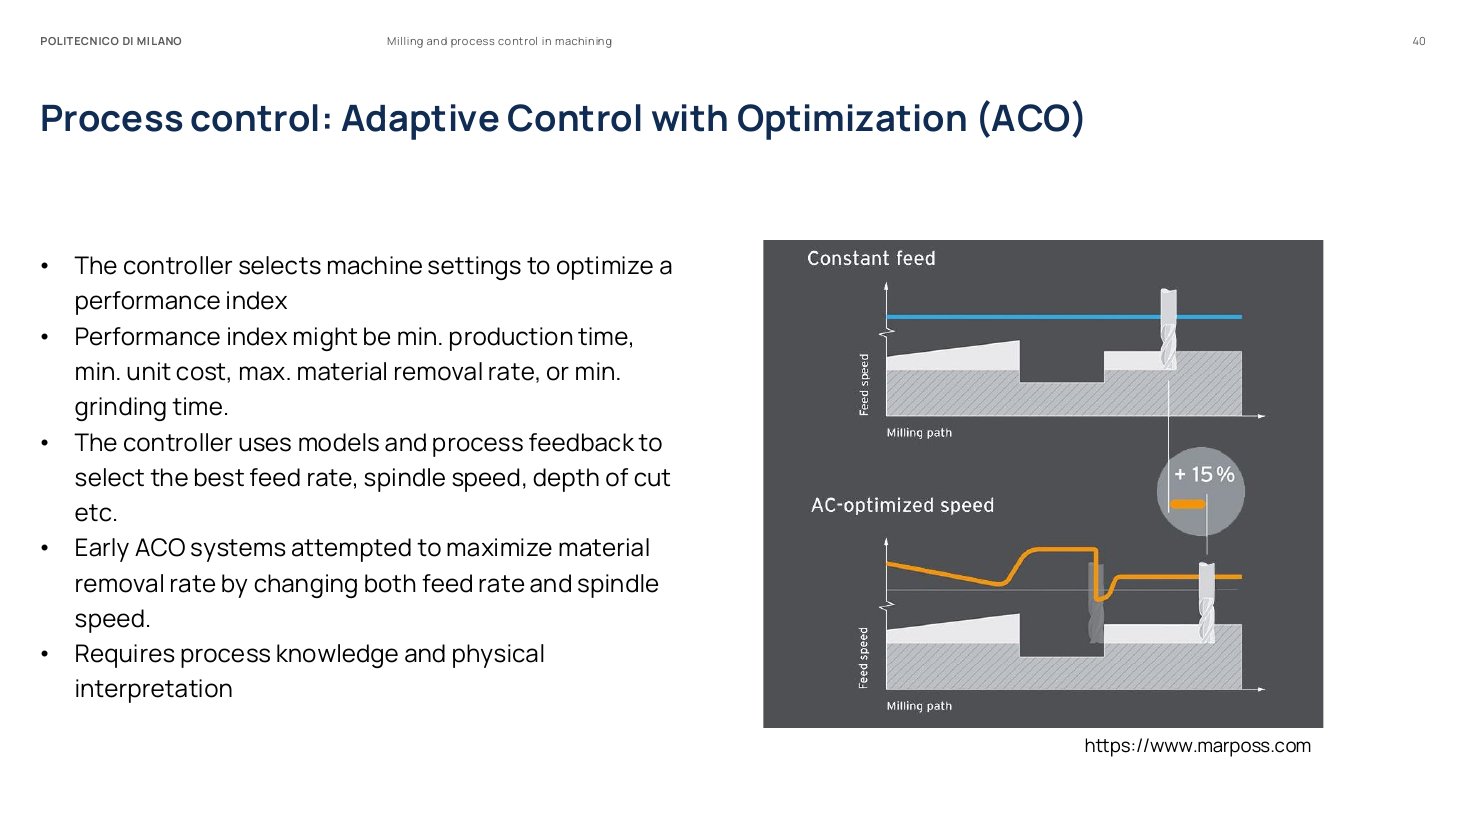 POLITECNICO DI MILANO
Milling and process control in machining
40
Process control: Adaptive Control with Optimization (ACO)
• The controller selects machine settings to optimize a
performance index
• Performance index might be min. production time,
min. unit cost, max. material removal rate, or min.
grinding time.
• The controller uses models and process feedback to
select the best feed rate, spindle speed, depth of cut
etc.
• Early ACO systems attempted to maximize material
removal rate by changing both feed rate and spindle
speed.
• Requires process knowledge and physical
interpretation
Constant feed
Feed speed
Milling path
+ 15 %
AC-optimized speed
Feed speed
Milling path
https://www.marposs.com